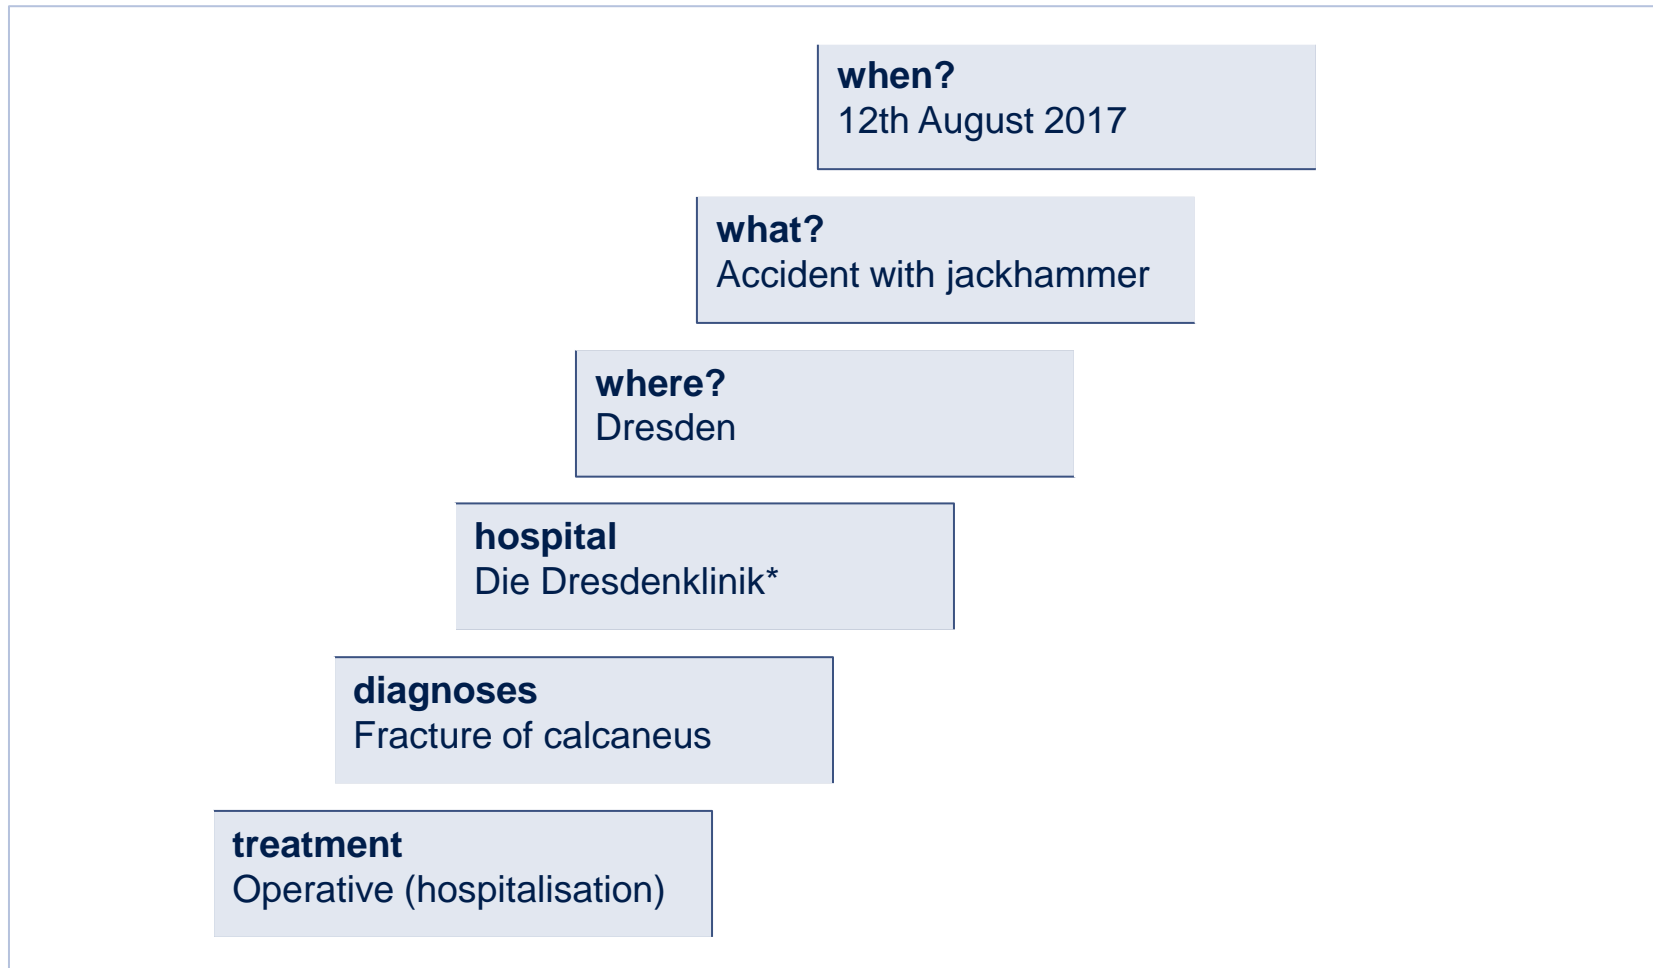 when?
12th August 2017
what?
Accident with jackhammer
where?
Dresden
hospital
Die Dresdenklinik*
diagnoses
Fracture of calcaneus
treatment
Operative (hospitalisation)